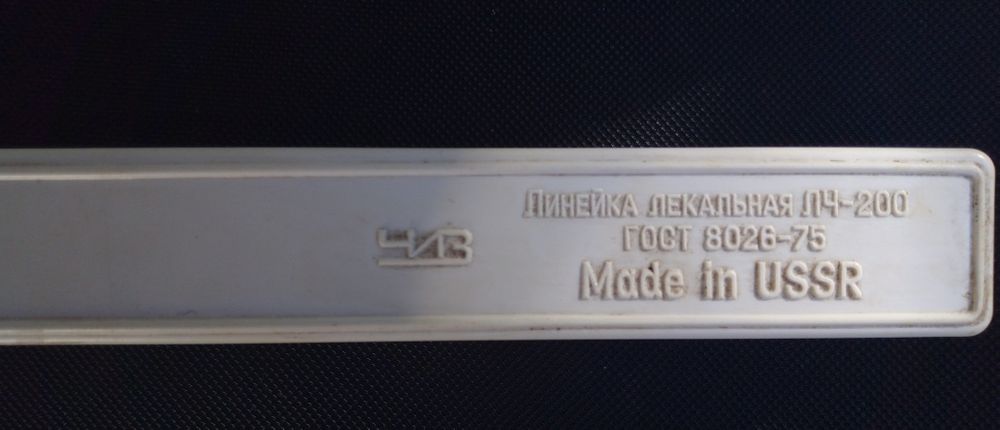 ЧИЗ
Линейка лекальная ЛЧ-200
ГОСТ 8026-75
Made in USSR